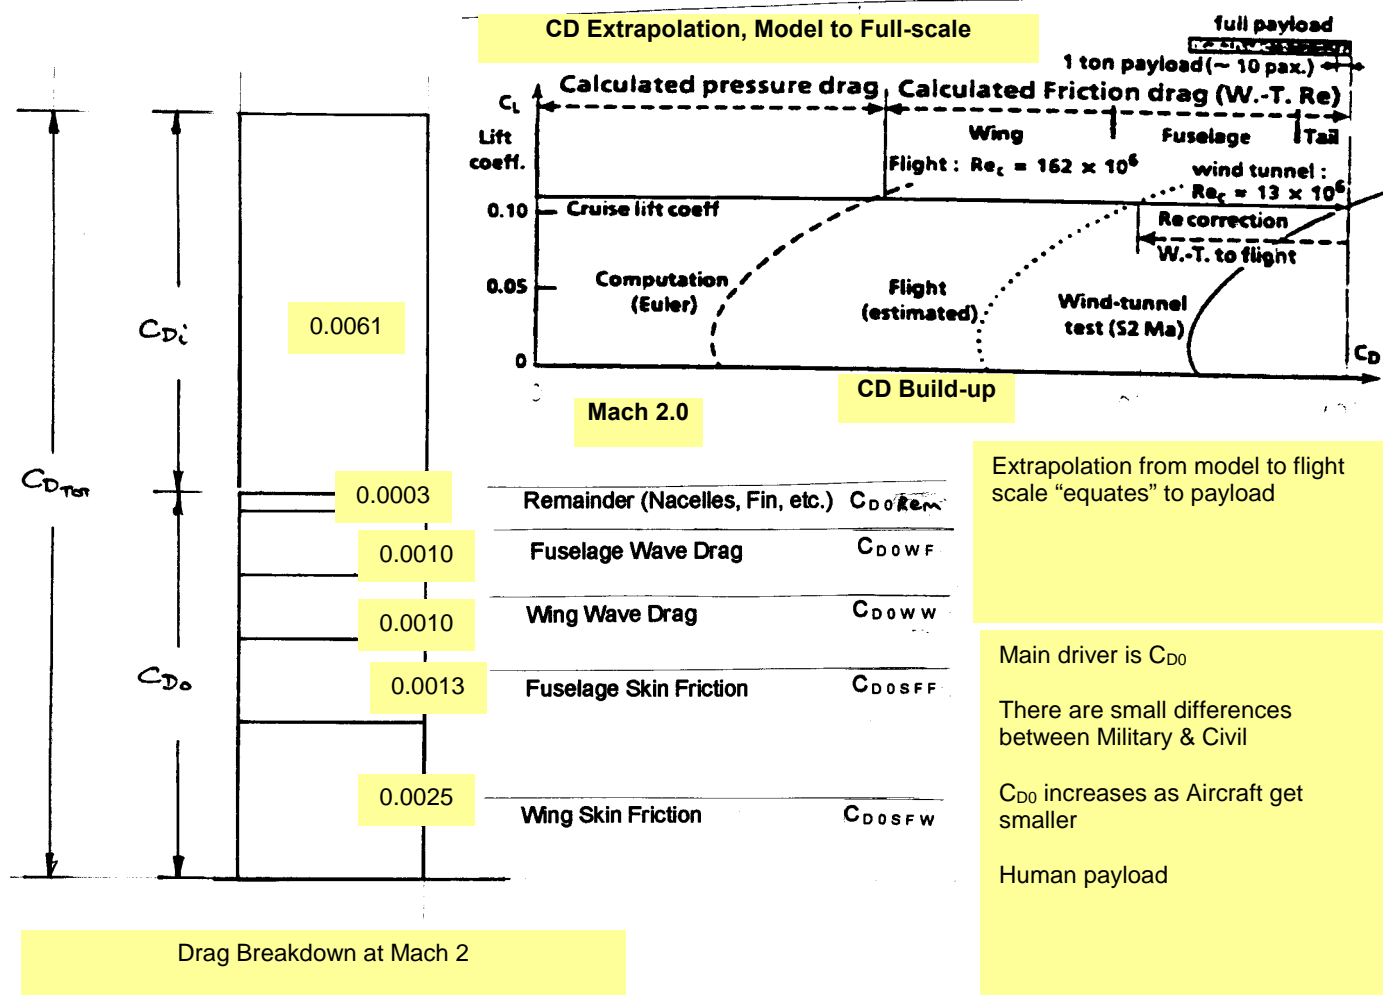 CD Extrapolation, Model to Full-scale
full payload
1 ton payload (~ 10 pax.)
Calculated pressure drag
Calculated Friction drag (W.-T. Re)
CL
Lift
coeff.
Wing
Fuselage
Tail
Flight : Rec = 162 × 10⁶
wind tunnel :
Rec = 13 × 10⁶
0.10
Cruise lift coeff
Re correction
W.-T. to flight
0.05
Computation
(Euler)
Flight
(estimated)
Wind-tunnel
test (S2 Ma)
0
CD
CD Build-up
Mach 2.0
CDi
0.0061
CDTOT
CDo
0.0003
Remainder (Nacelles, Fin, etc.) CD0Rem
0.0010
Fuselage Wave Drag CD0WF
0.0010
Wing Wave Drag CD0WW
0.0013
Fuselage Skin Friction CD0SFF
0.0025
Wing Skin Friction CD0SFW
Extrapolation from model to flight
scale “equates” to payload
Main driver is CD0
There are small differences
between Military & Civil
CD0 increases as Aircraft get
smaller
Human payload
Drag Breakdown at Mach 2